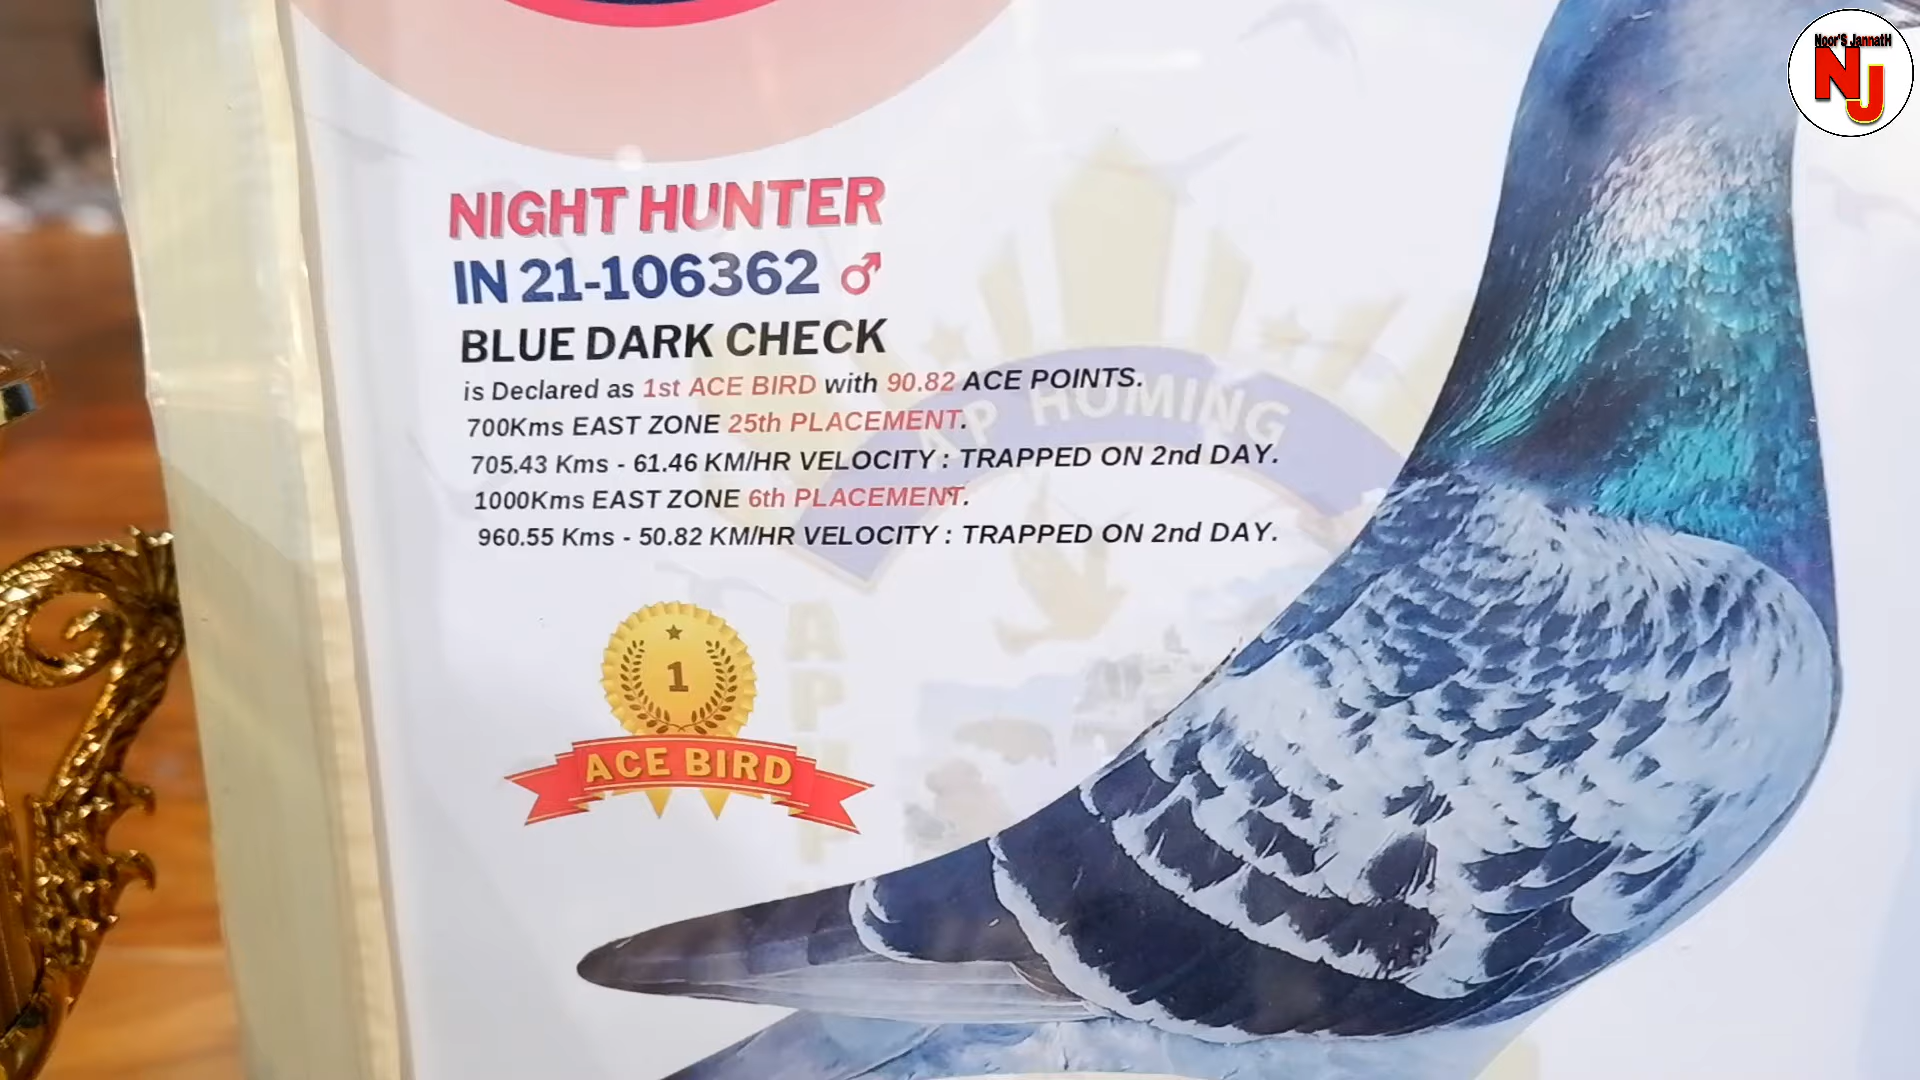 Noor'S JannatH
NJ
NIGHT HUNTER
IN 21-106362 ♂
BLUE DARK CHECK
is Declared as 1st ACE BIRD with 90.82 ACE POINTS.
700Kms EAST ZONE 25th PLACEMENT.
705.43 Kms - 61.46 KM/HR VELOCITY : TRAPPED ON 2nd DAY.
1000Kms EAST ZONE 6th PLACEMENT.
960.55 Kms - 50.82 KM/HR VELOCITY : TRAPPED ON 2nd DAY.
AP HOMING
1
ACE BIRD